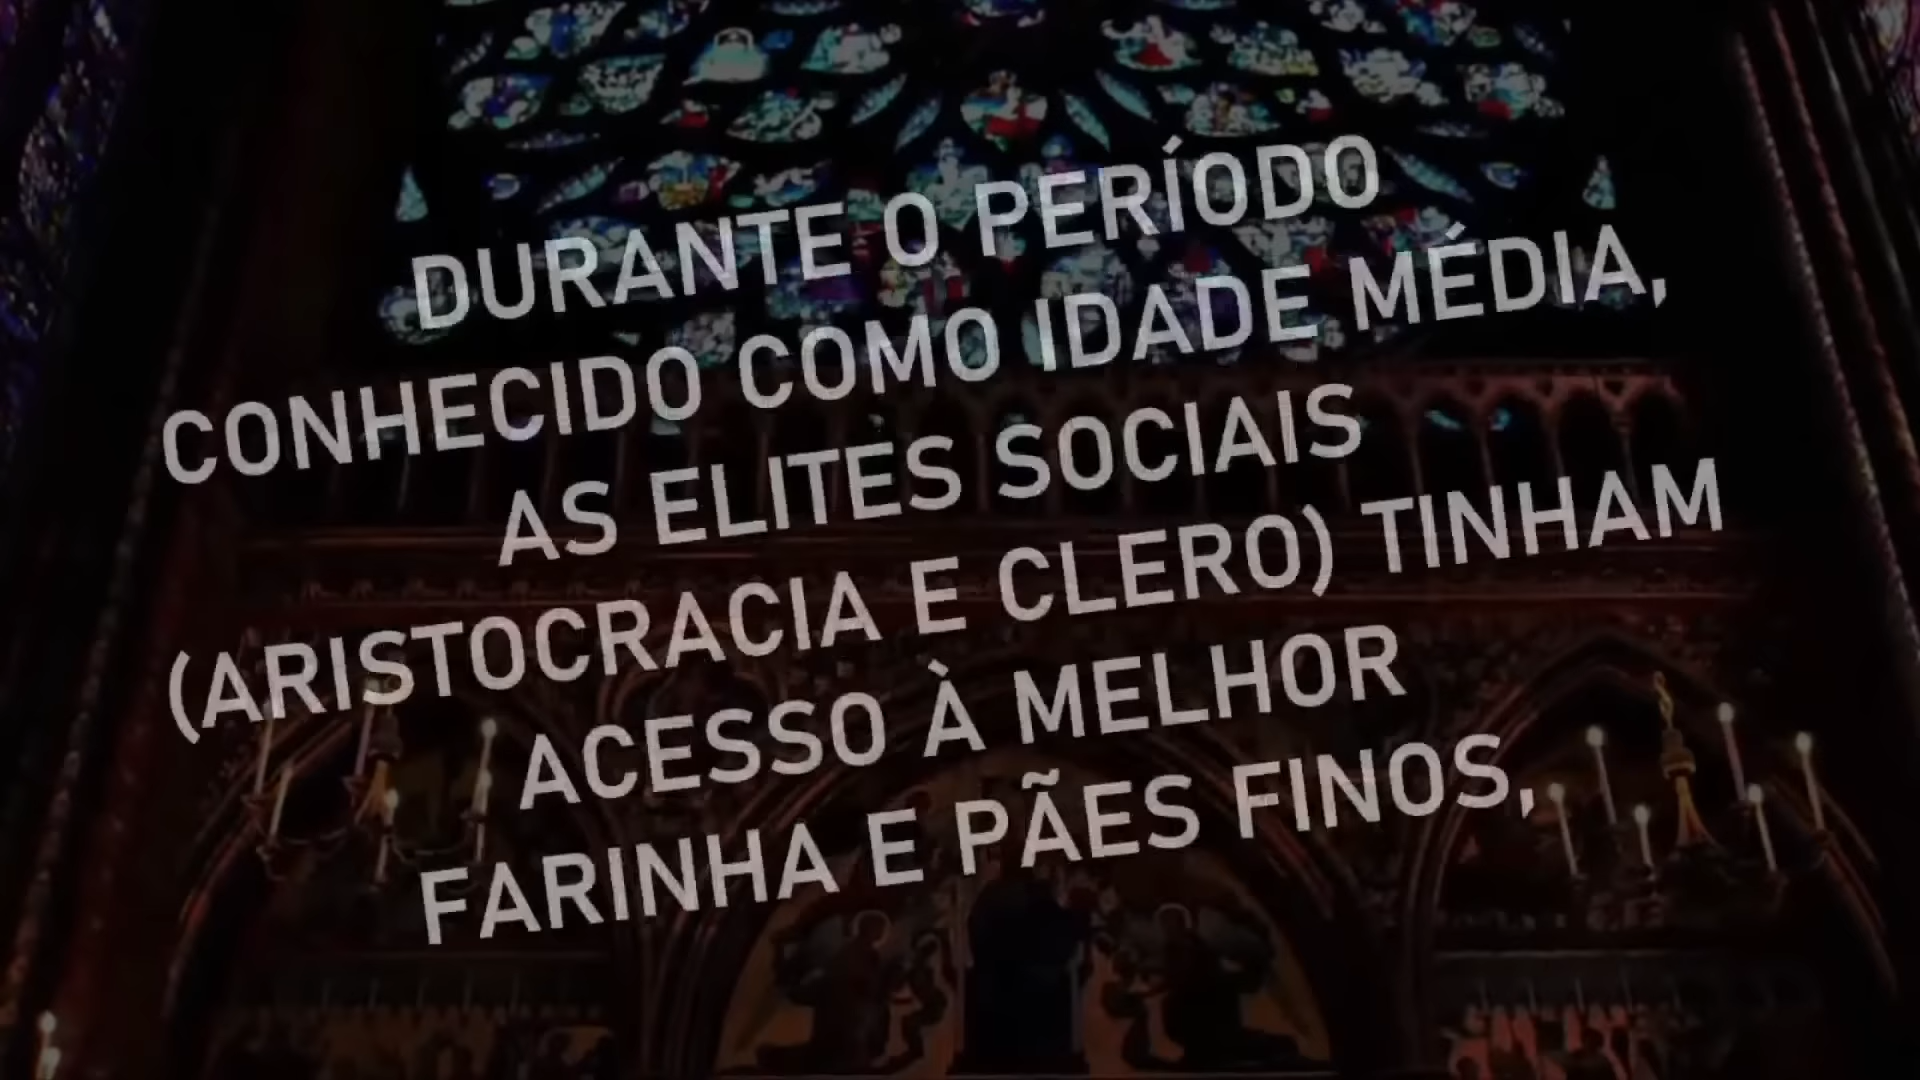 DURANTE O PERÍODO
CONHECIDO COMO IDADE MÉDIA,
AS ELITES SOCIAIS
(ARISTOCRACIA E CLERO) TINHAM
ACESSO À MELHOR
FARINHA E PÃES FINOS,